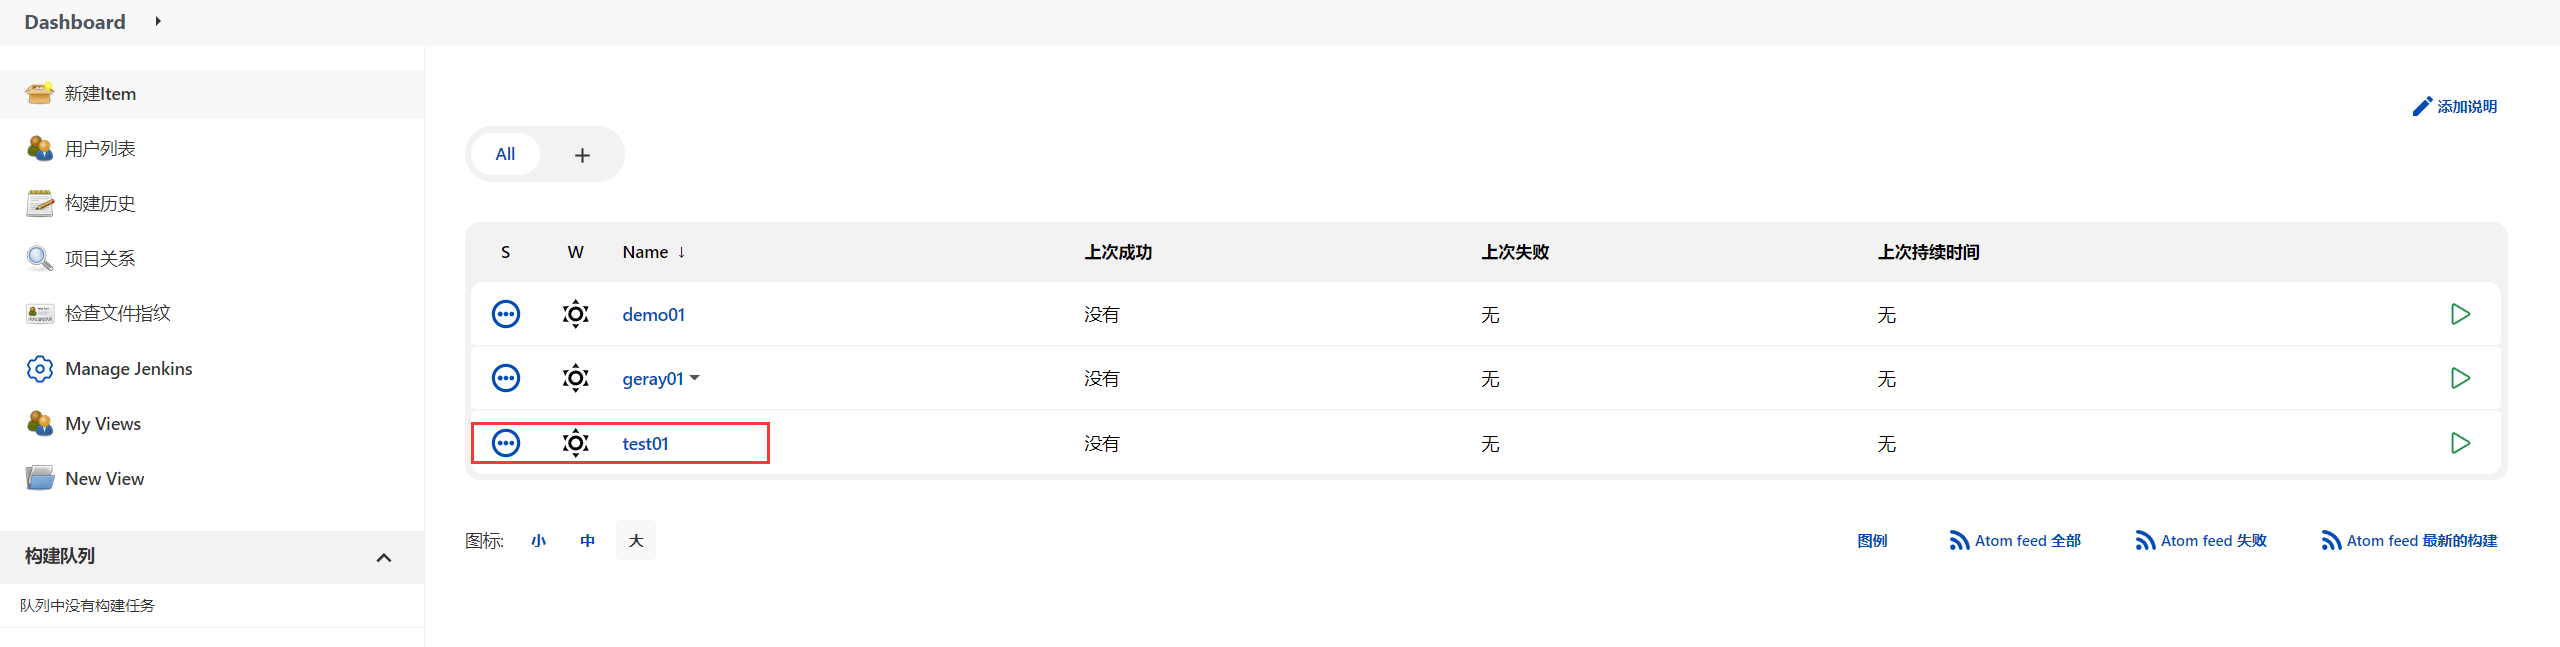 Dashboard
新建Item
用户列表
构建历史
项目关系
检查文件指纹
Manage Jenkins
My Views
New View
构建队列
队列中没有构建任务
添加说明
All +
S W Name ↓ 上次成功 上次失败 上次持续时间
demo01 没有 无 无
geray01 没有 无 无
test01 没有 无 无
图标: 小 中 大
图例 Atom feed 全部 Atom feed 失败 Atom feed 最新的构建